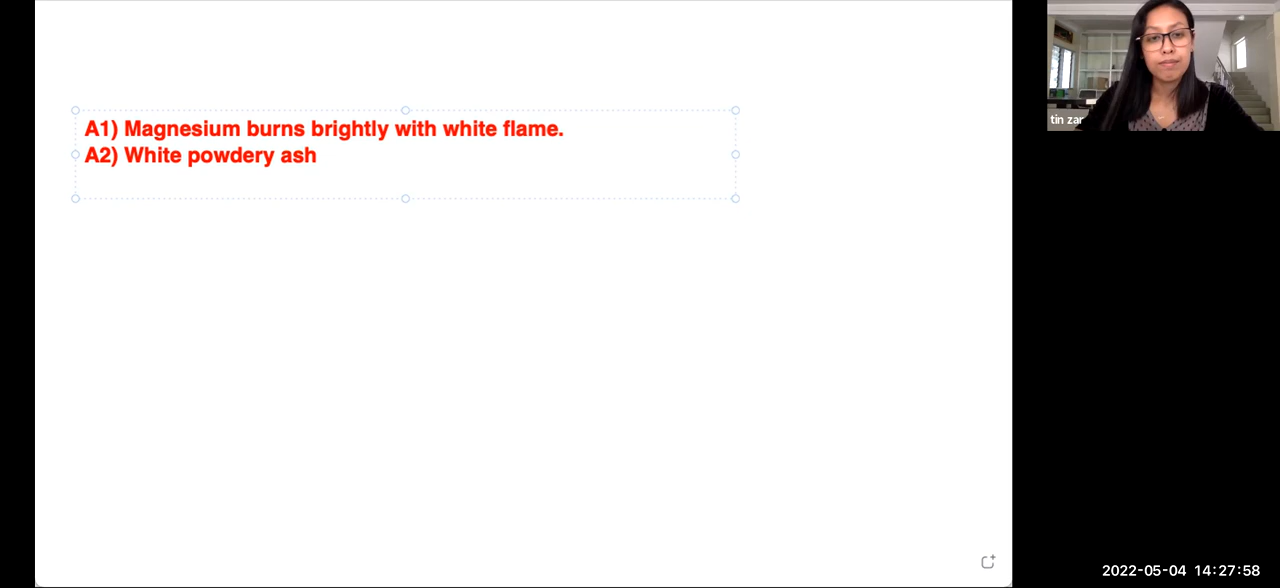 A1) Magnesium burns brightly with white flame.
A2) White powdery ash
tin zar
2022-05-04 14:27:58